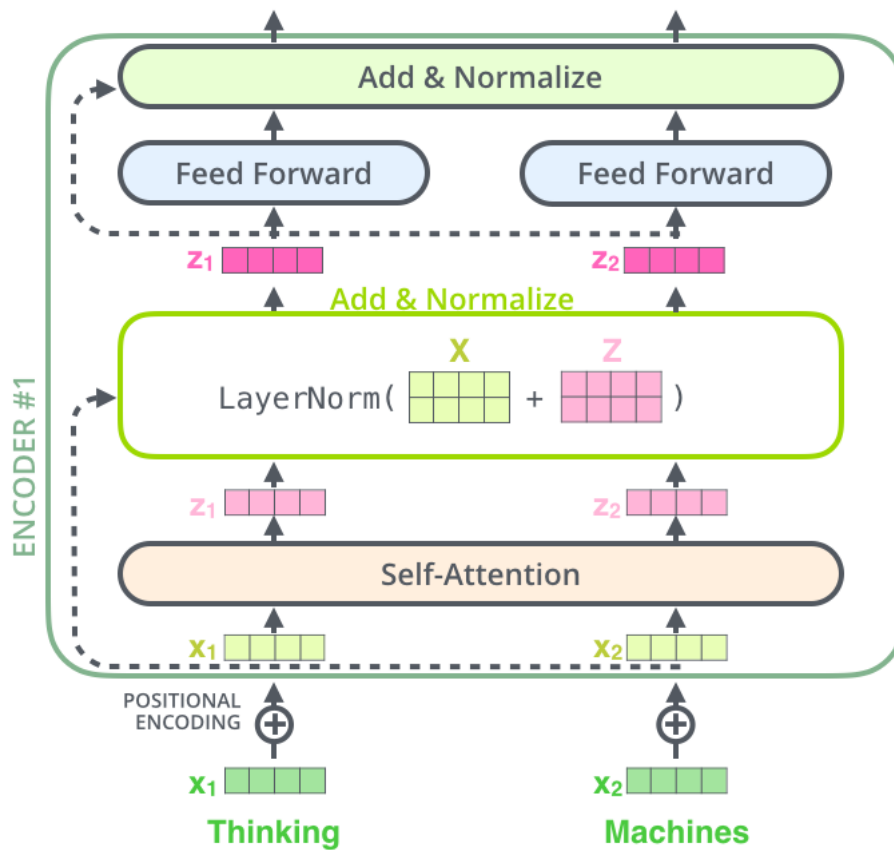 Add & Normalize
Feed Forward Feed Forward
z1 z2
Add & Normalize
X Z
LayerNorm( + )
ENCODER #1
z1 z2
Self-Attention
x1 x2
POSITIONAL
ENCODING
x1 x2
Thinking Machines